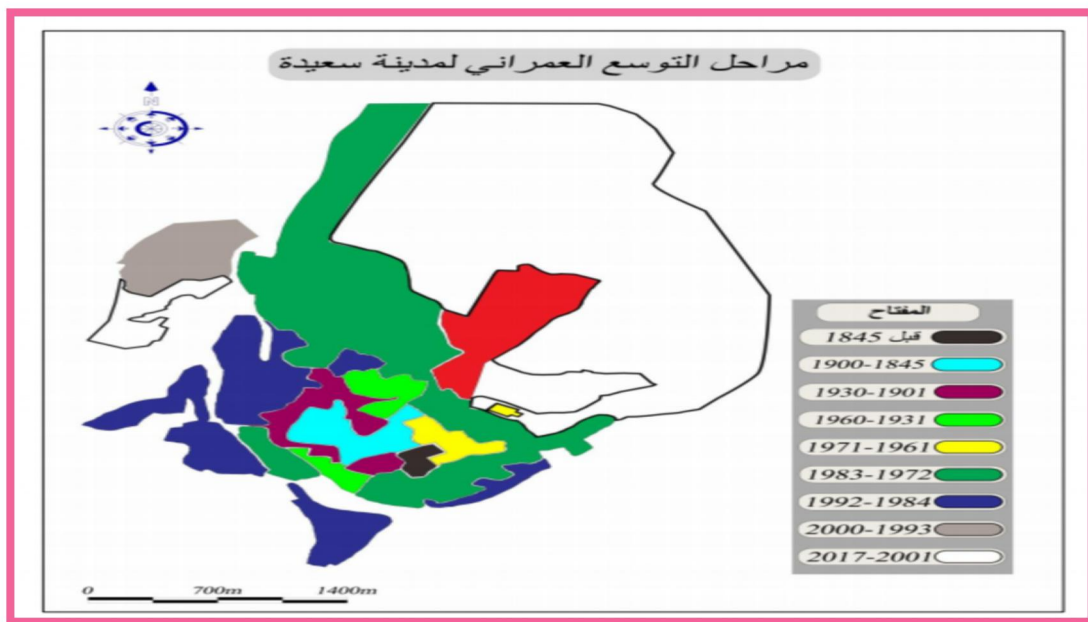 مراحل التوسع العمراني لمدينة سعيدة
N
المفتاح
قبل 1845
1900-1845
1930-1901
1960-1931
1971-1961
1983-1972
1992-1984
2000-1993
2017-2001
0 700m 1400m